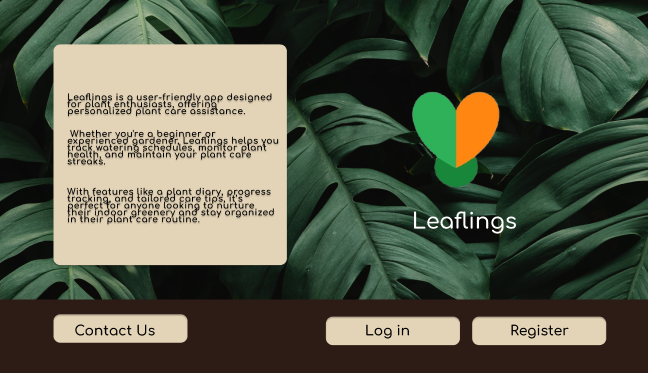 Leaflings is a user-friendly app designed
for plant enthusiasts, offering
personalized plant care assistance.
Whether you're a beginner or
experienced gardener, Leaflings helps you
track watering schedules, monitor plant
health, and maintain your plant care
streaks.
With features like a plant diary, progress
tracking, and tailored care tips, it's
perfect for anyone looking to nurture
their indoor greenery and stay organized
in their plant care routine.
Leaflings
Contact Us
Log in
Register